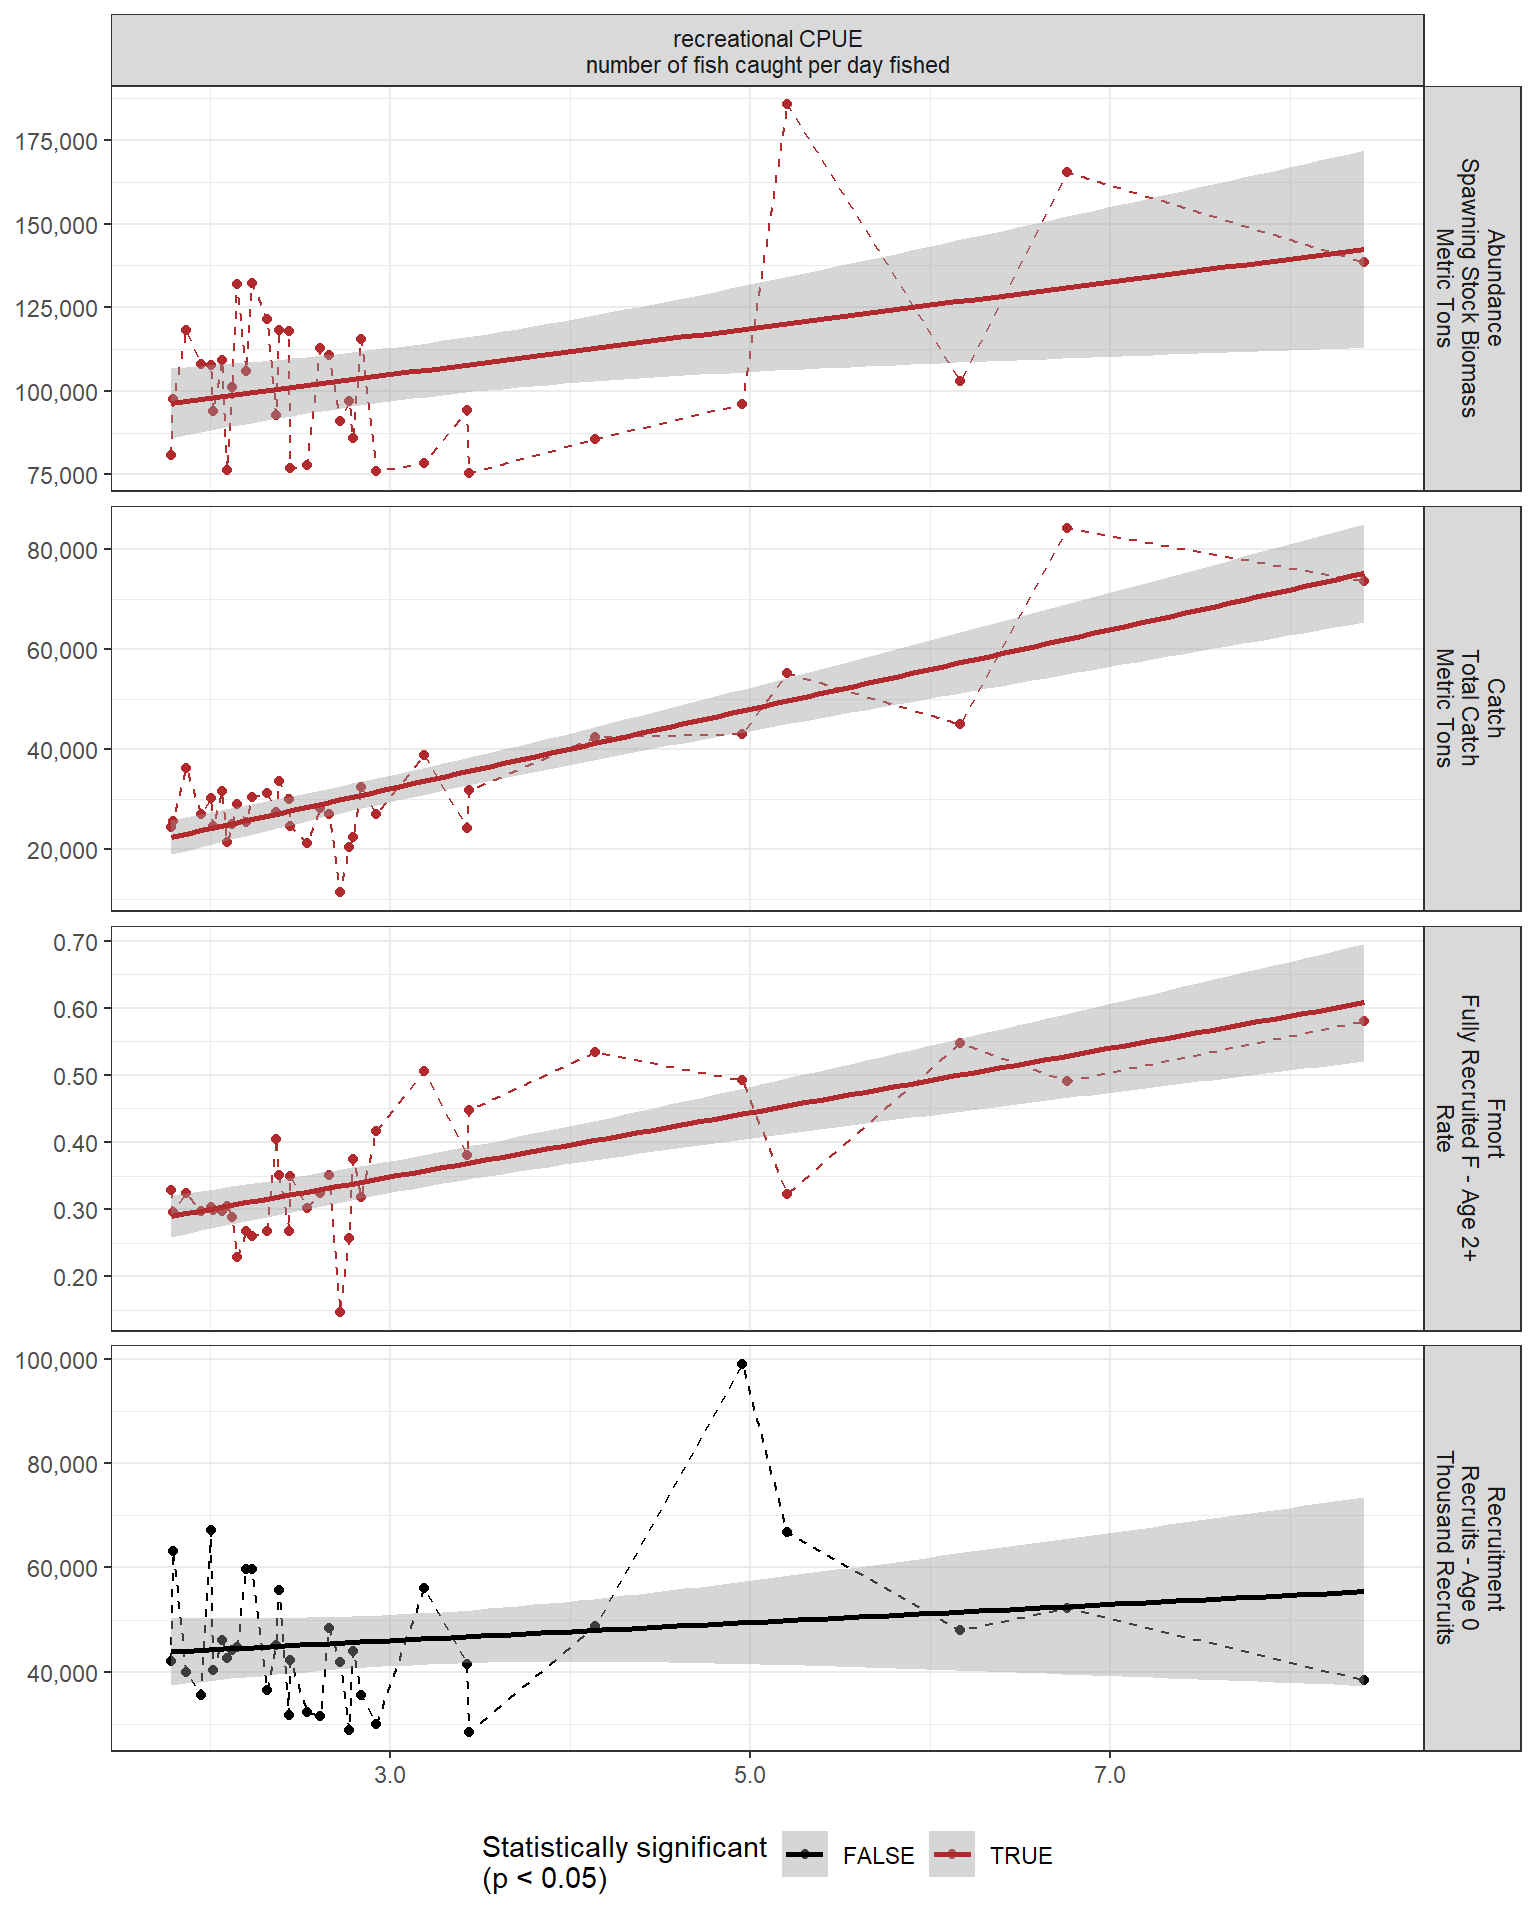 recreational CPUE
number of fish caught per day fished
175,000
150,000
125,000
100,000
75,000
Abundance
Spawning Stock Biomass
Metric Tons
80,000
60,000
40,000
20,000
Catch
Total Catch
Metric Tons
0.70
0.60
0.50
0.40
0.30
0.20
Fmort
Fully Recruited F - Age 2+
Rate
100,000
80,000
60,000
40,000
Recruitment
Recruits - Age 0
Thousand Recruits
3.0 5.0 7.0
Statistically significant
(p < 0.05)
FALSE TRUE